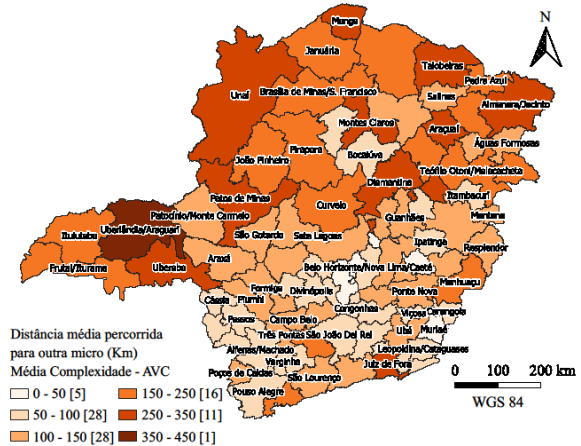 Manga
N
Januária
Taiobeiras
Pedra Azul
Unaí
Brasília de Minas/S. Francisco
Salinas
Almenara/Jacinto
Montes Claros
Araçuaí
Águas Formosas
Pirapora
Bocaiúva
João Pinheiro
Teófilo Otoni/Malacacheta
Diamantina
Itambacuri
Patos de Minas
Curvelo
Patrocínio/Monte Carmelo
Guanhães
Mantena
Ituiutaba
Uberlândia/Araguari
São Gotardo
Sete Lagoas
Ipatinga
Resplendor
Araxá
Belo Horizonte/Nova Lima/Caeté
Frutal/Iturama
Uberaba
Manhuaçu
Formiga
Divinópolis
Ponte Nova
Cássia
Piumhi
Congonhas
Viçosa
Carangola
Passos
Campo Belo
Ubá
Muriaé
Três Pontas
São João Del Rei
Alfenas/Machado
Leopoldina/Cataguases
Varginha
Juiz de Fora
Poços de Caldas
São Lourenço
Pouso Alegre
Distância média percorrida
para outra micro (Km)
Média Complexidade - AVC
0 - 50 [5]
150 - 250 [16]
50 - 100 [28]
250 - 350 [11]
100 - 150 [28]
350 - 450 [1]
0 100 200 km
WGS 84